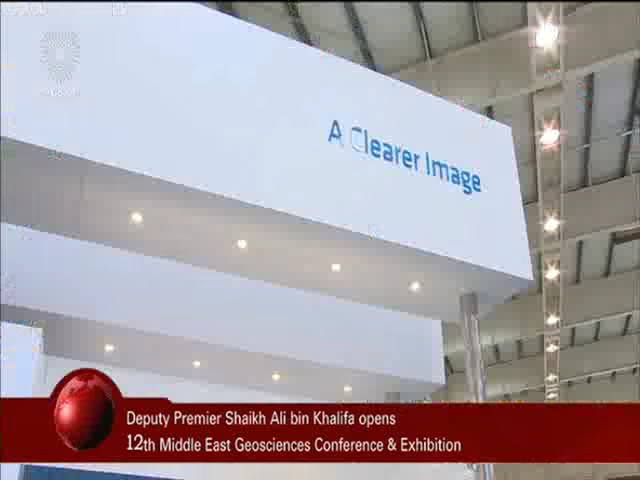 A Clearer Image
Deputy Premier Shaikh Ali bin Khalifa opens
12th Middle East Geosciences Conference & Exhibition